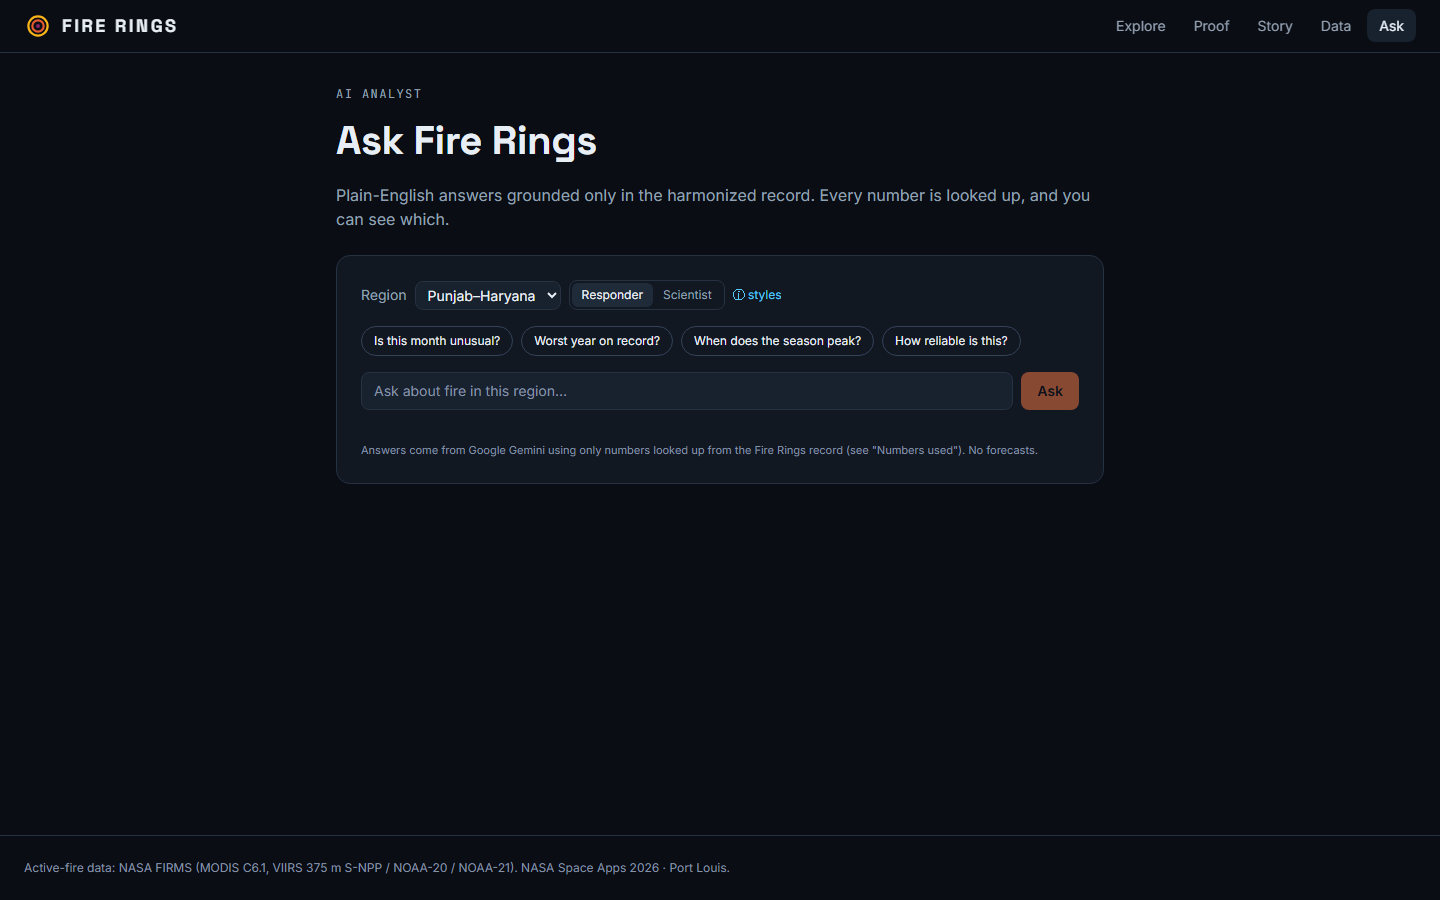 FIRE RINGS
Explore Proof Story Data Ask
AI ANALYST
Ask Fire Rings
Plain-English answers grounded only in the harmonized record. Every number is looked up, and you
can see which.
Region Punjab–Haryana Responder Scientist ⓘ styles
Is this month unusual? Worst year on record? When does the season peak? How reliable is this?
Ask about fire in this region... Ask
Answers come from Google Gemini using only numbers looked up from the Fire Rings record (see "Numbers used"). No forecasts.
Active-fire data: NASA FIRMS (MODIS C6.1, VIIRS 375 m S-NPP / NOAA-20 / NOAA-21). NASA Space Apps 2026 · Port Louis.